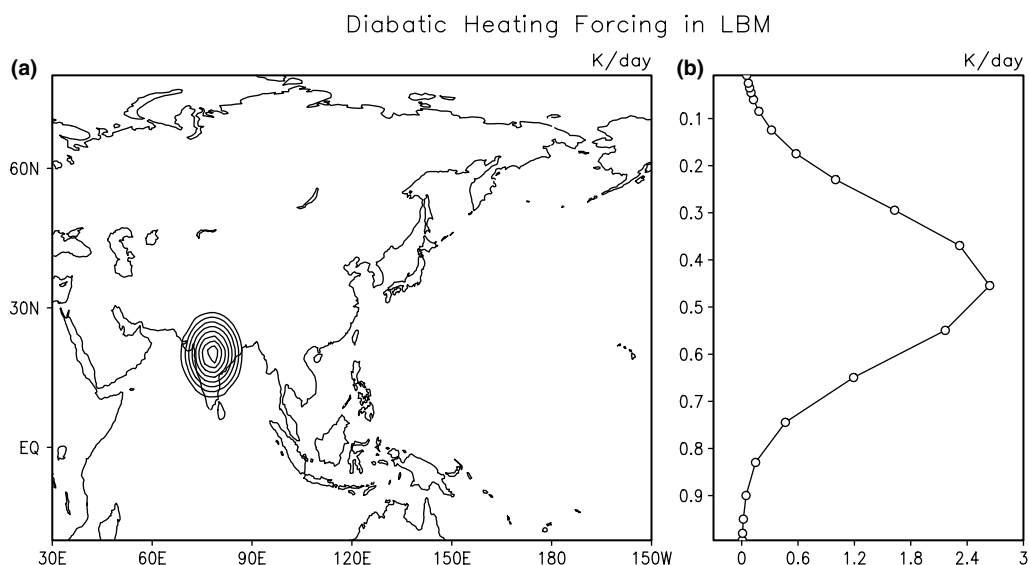 Diabatic Heating Forcing in LBM
(a)
K/day
60N
30N
EQ
30E 60E 90E 120E 150E 180 150W
(b)
K/day
0.1
0.2
0.3
0.4
0.5
0.6
0.7
0.8
0.9
0 0.6 1.2 1.8 2.4 3